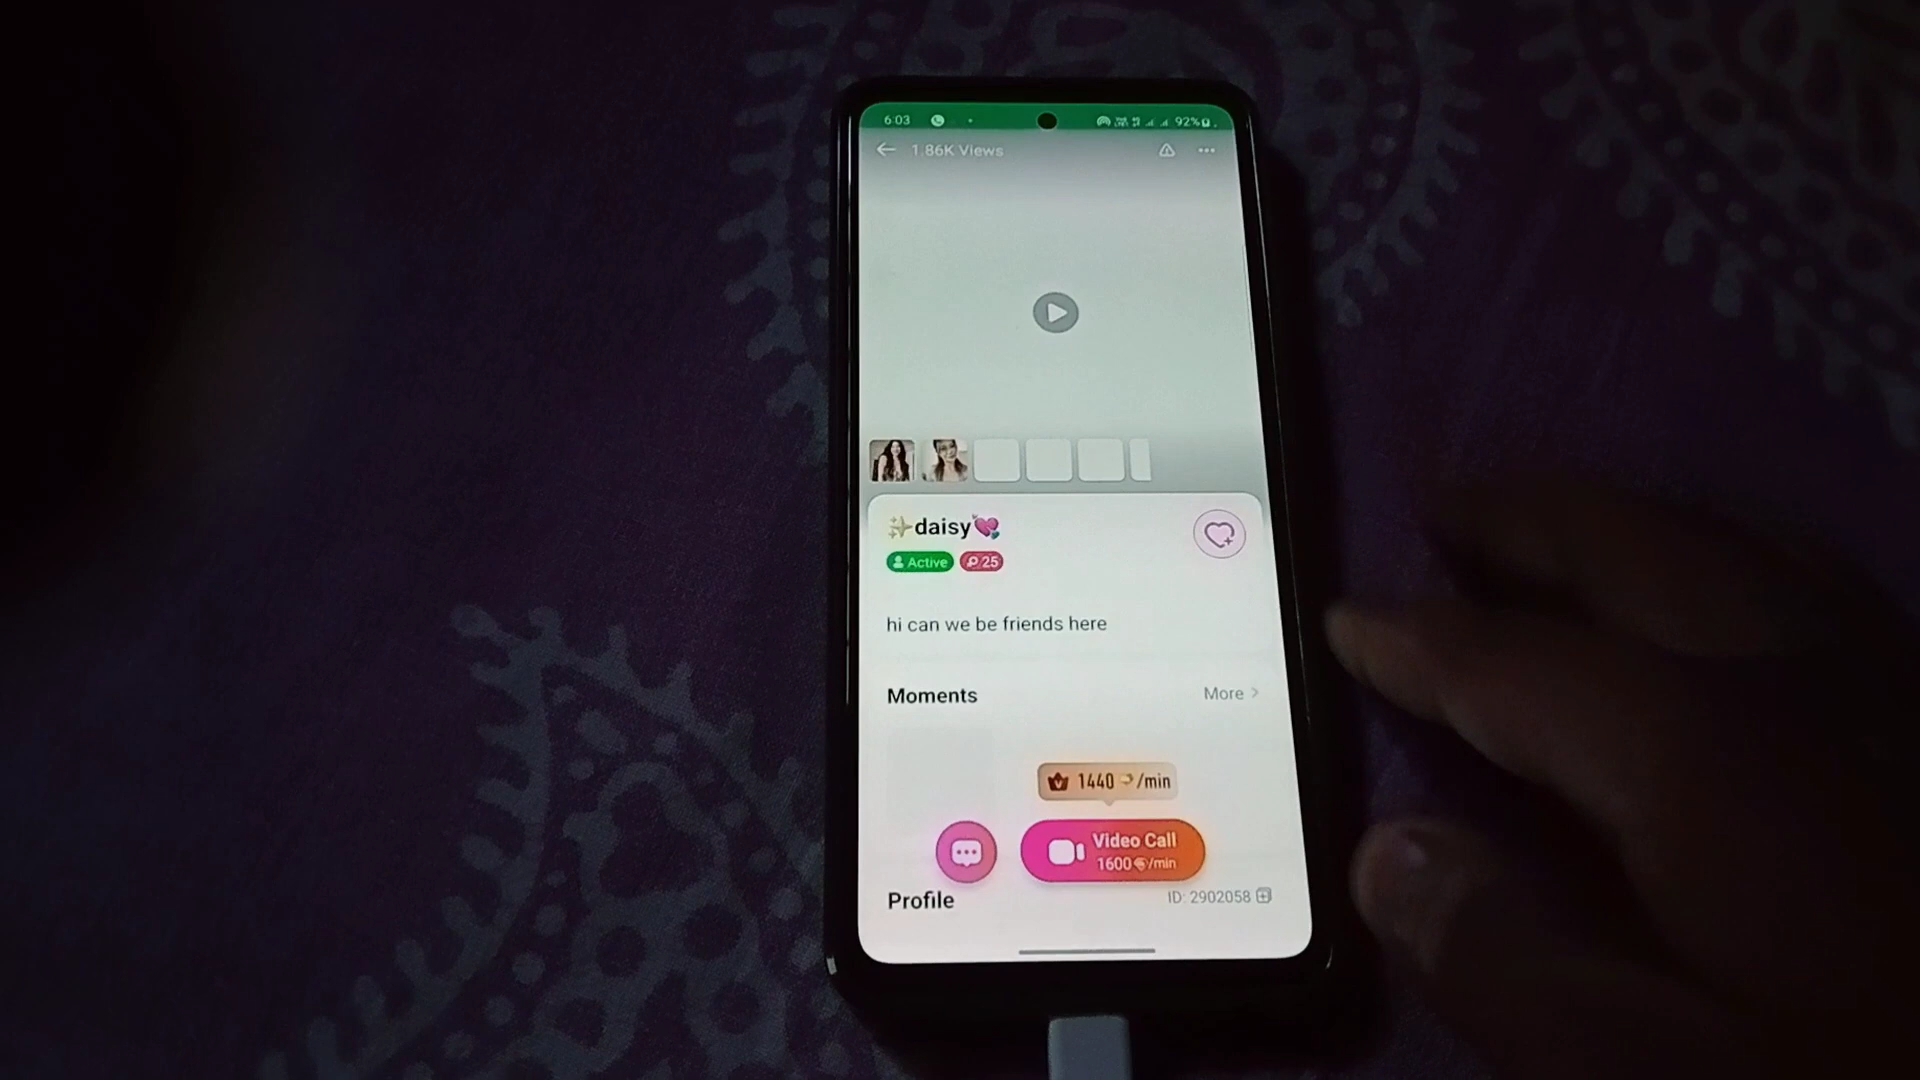 6:03 92%
1.86K Views
✨daisy💘
Active 25
hi can we be friends here
Moments More >
1440 /min
Video Call
1600 /min
Profile ID: 2902058